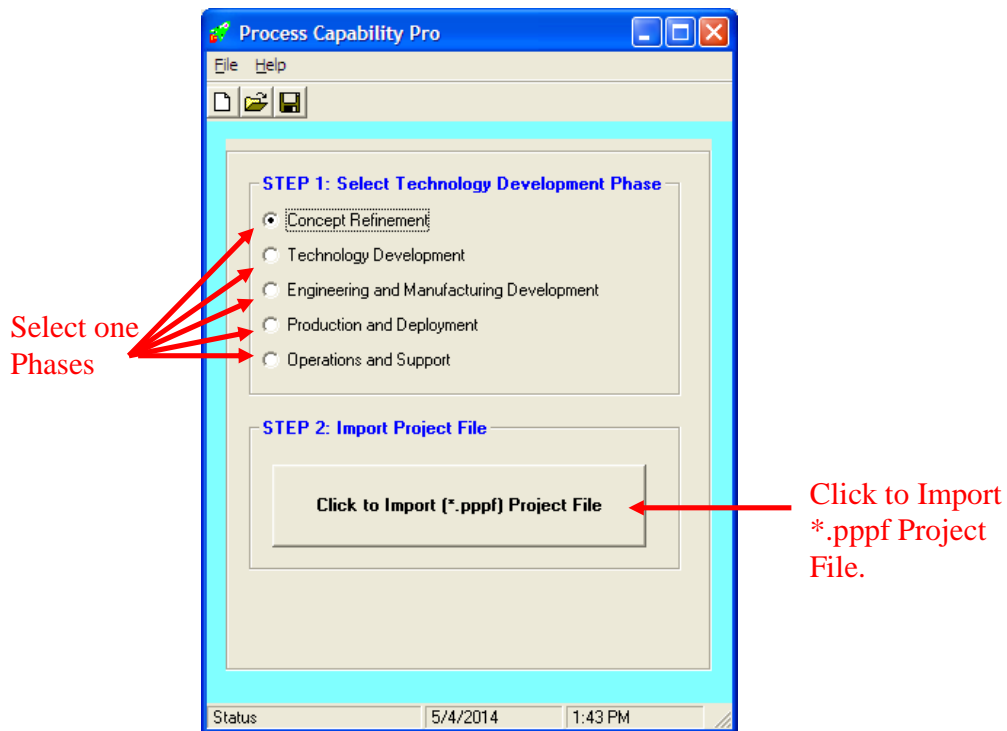 Process Capability Pro
File Help
STEP 1: Select Technology Development Phase
Concept Refinement
Technology Development
Engineering and Manufacturing Development
Production and Deployment
Operations and Support
Select one
Phases
STEP 2: Import Project File
Click to Import (*.pppf) Project File
Click to Import
*.pppf Project
File.
Status 5/4/2014 1:43 PM